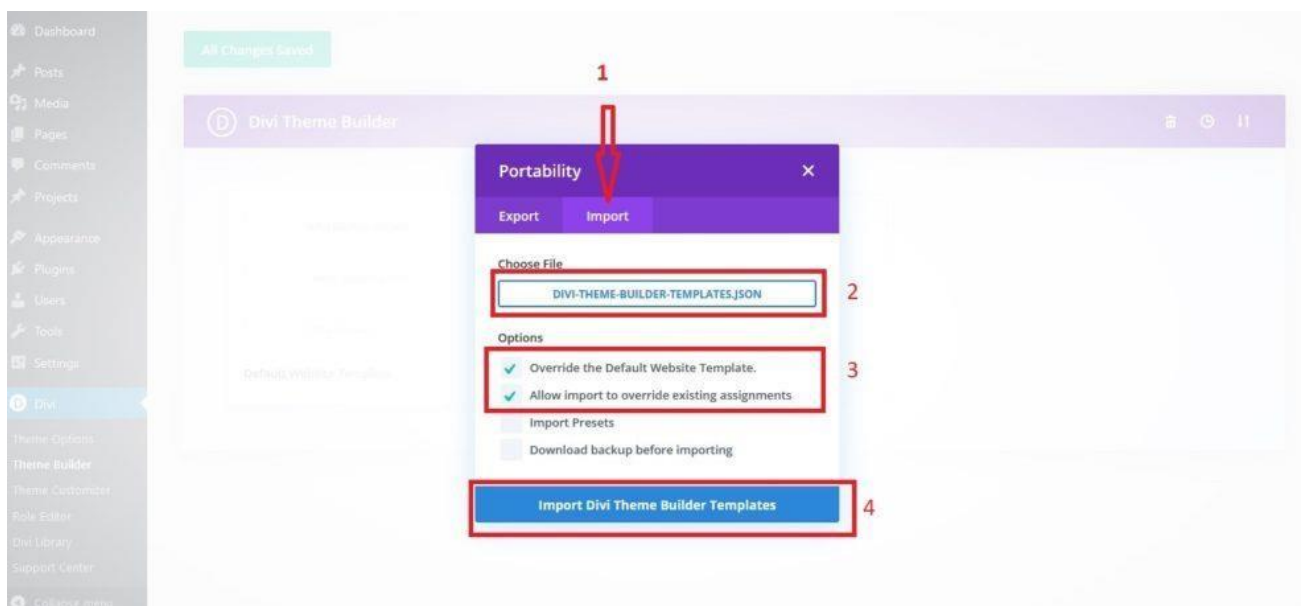 Dashboard
Posts
Media
Pages
Comments
Projects
Appearance
Plugins
Users
Tools
Settings
D Divi
Theme Options
Theme Builder
Theme Customizer
Role Editor
Divi Library
Support Center
Collapse menu
All Changes Saved
D Divi Theme Builder
Default Website Template
1
Portability
Export Import
Choose File
DIVI-THEME-BUILDER-TEMPLATES.JSON
2
Options
Override the Default Website Template.
Allow import to override existing assignments
3
Import Presets
Download backup before importing
Import Divi Theme Builder Templates
4